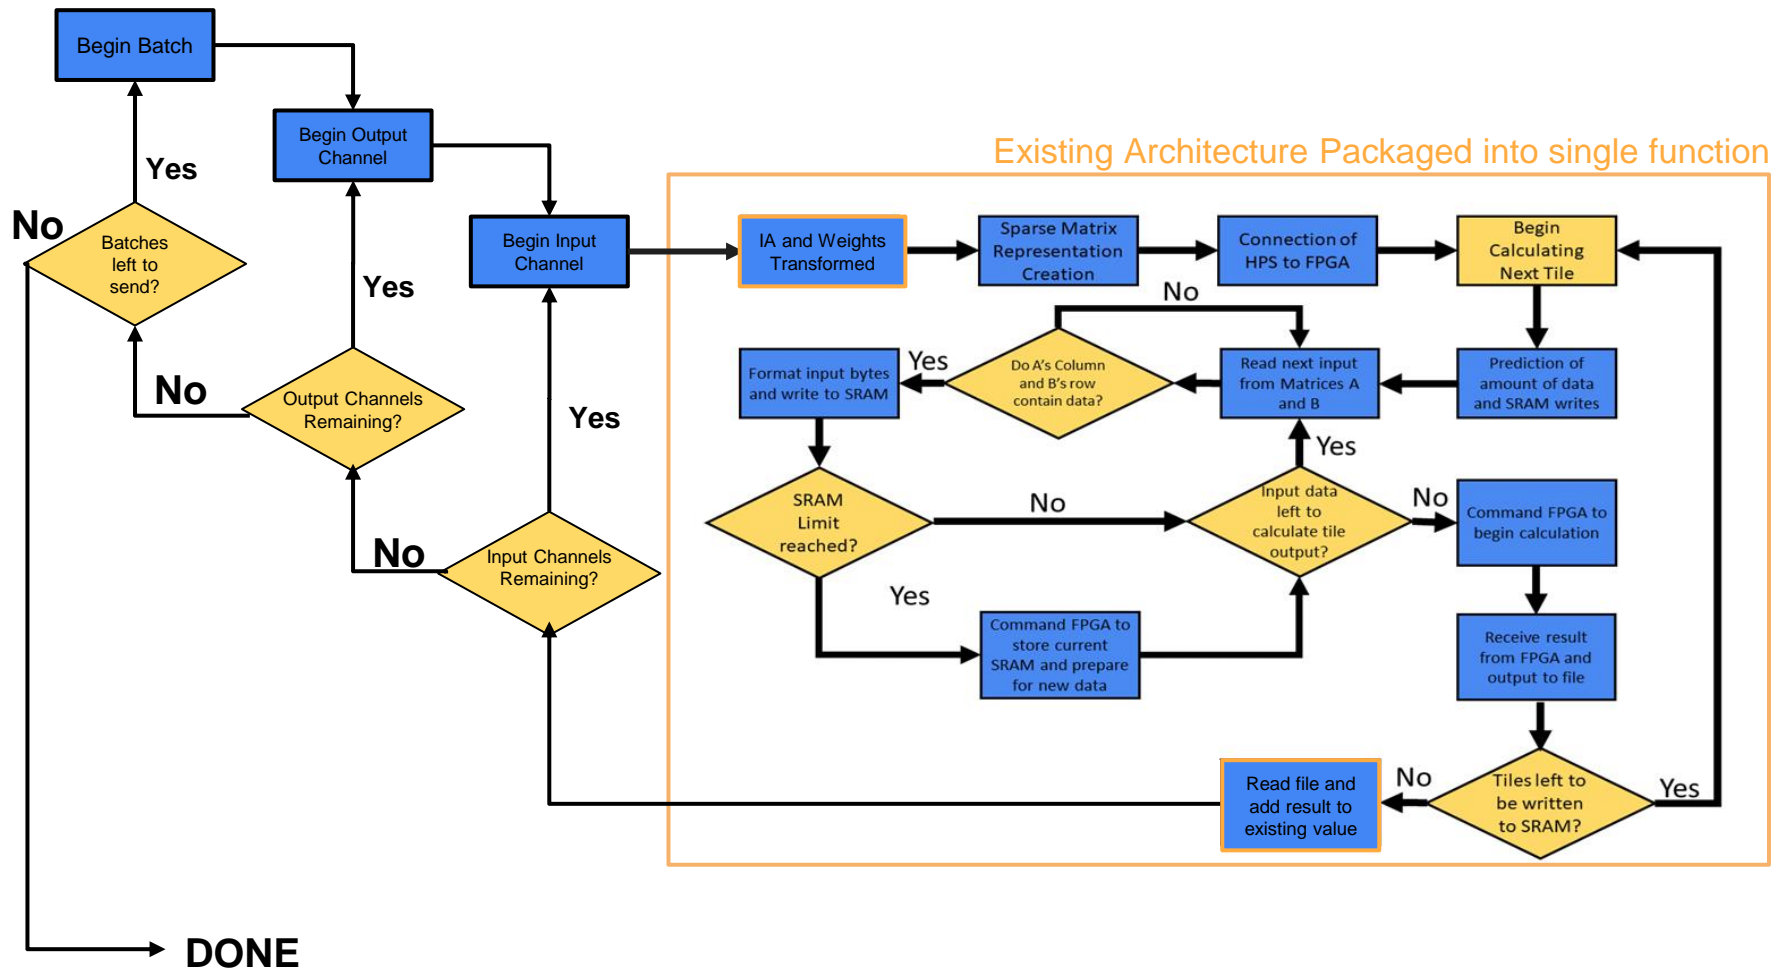 Begin Batch
Begin Output
Channel
Yes
Existing Architecture Packaged into single function
No
Batches
left to
send?
Begin Input
Channel
IA and Weights
Transformed
Sparse Matrix
Representation
Creation
Connection of
HPS to FPGA
Begin
Calculating
Next Tile
Yes
No
Format input bytes
and write to SRAM
Yes
Do A's Column
and B's row
contain data?
Read next input
from Matrices A
and B
Prediction of
amount of data
and SRAM writes
No
Output Channels
Remaining?
Yes
Yes
SRAM
Limit
reached?
No
Input data
left to
calculate tile
output?
No
Command FPGA to
begin calculation
No
Input Channels
Remaining?
Yes
Command FPGA to
store current
SRAM and prepare
for new data
Receive result
from FPGA and
output to file
Read file and
add result to
existing value
No
Tiles left to
be written
to SRAM?
Yes
DONE